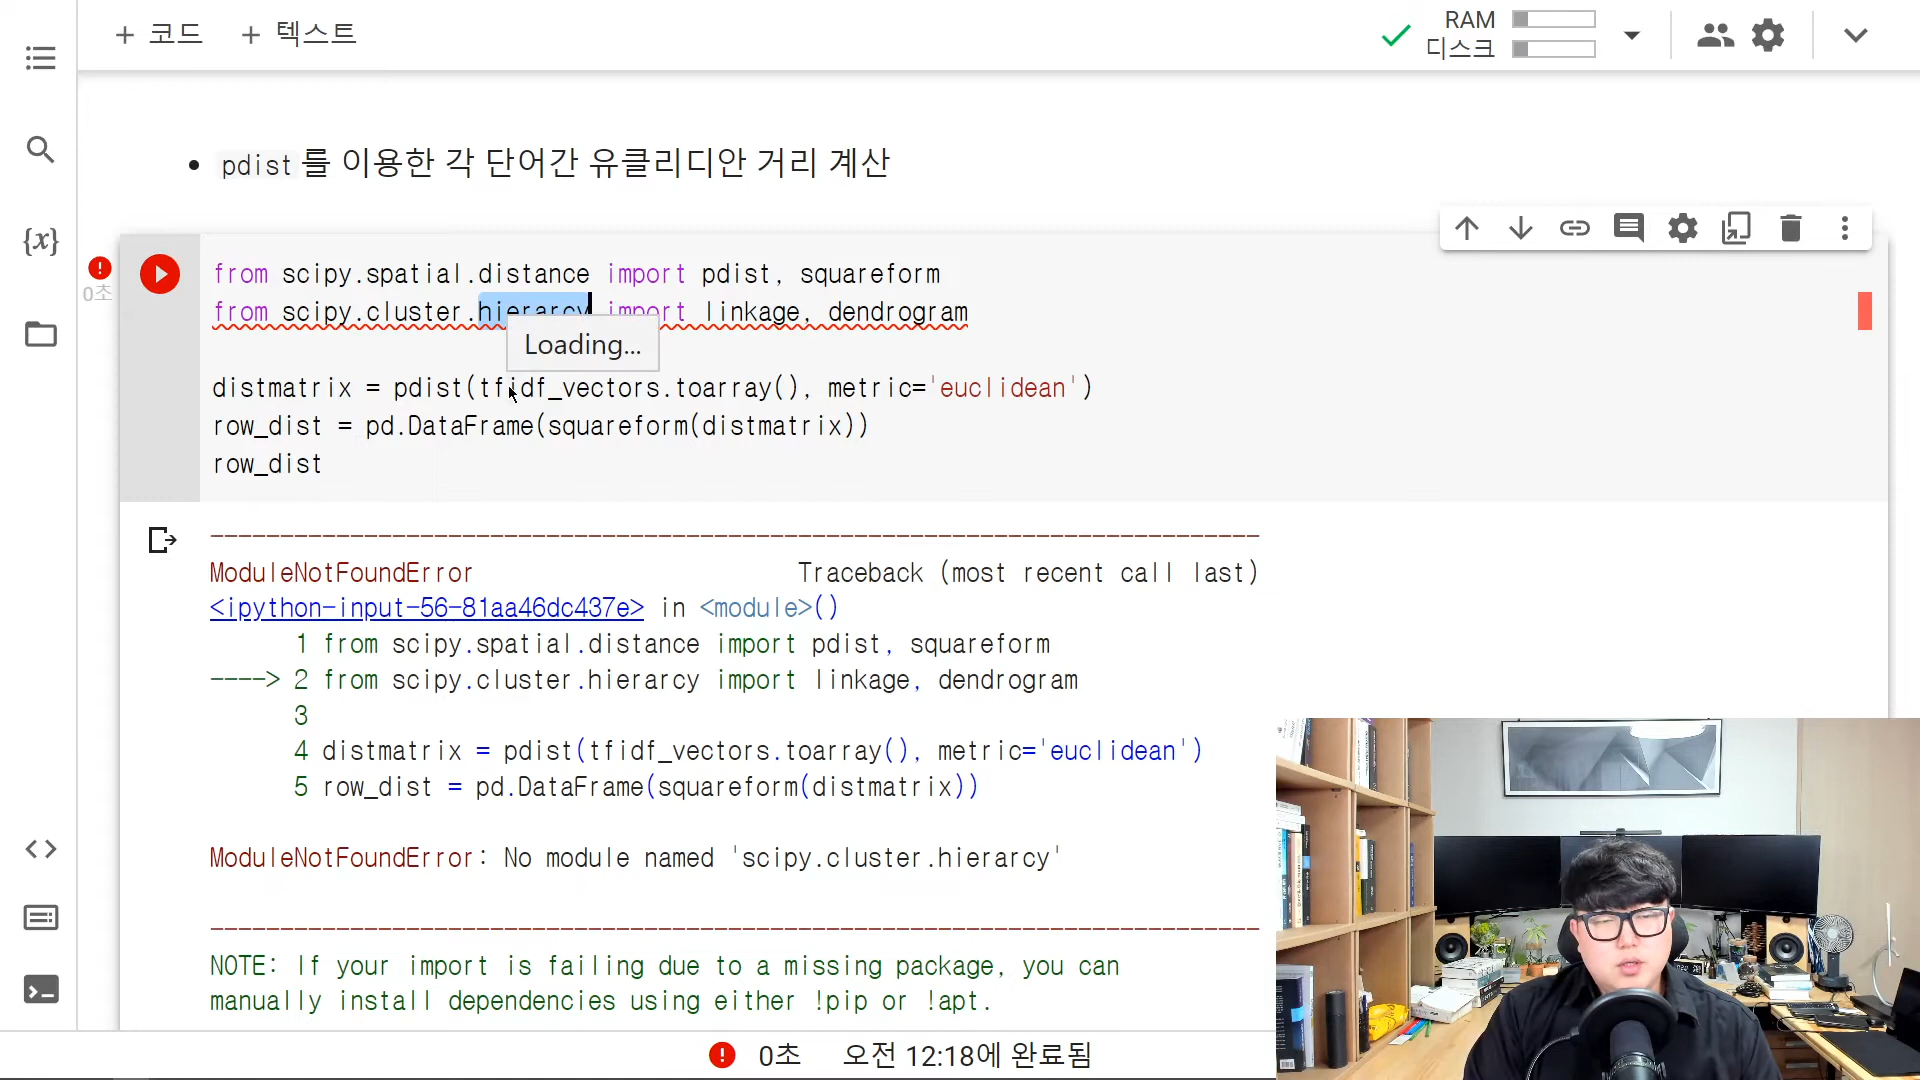 + 코드 + 텍스트
RAM
디스크
pdist를 이용한 각 단어간 유클리디안 거리 계산
{x}
0초
from scipy.spatial.distance import pdist, squareform
from scipy.cluster.hierarcy import linkage, dendrogram
Loading...
distmatrix = pdist(tfidf_vectors.toarray(), metric='euclidean')
row_dist = pd.DataFrame(squareform(distmatrix))
row_dist
---------------------------------------------------------------------------
ModuleNotFoundError Traceback (most recent call last)
<ipython-input-56-81aa46dc437e> in <module>()
1 from scipy.spatial.distance import pdist, squareform
----> 2 from scipy.cluster.hierarcy import linkage, dendrogram
3
4 distmatrix = pdist(tfidf_vectors.toarray(), metric='euclidean')
5 row_dist = pd.DataFrame(squareform(distmatrix))
ModuleNotFoundError: No module named 'scipy.cluster.hierarcy'
---------------------------------------------------------------------------
NOTE: If your import is failing due to a missing package, you can
manually install dependencies using either !pip or !apt.
0초 오전 12:18에 완료됨